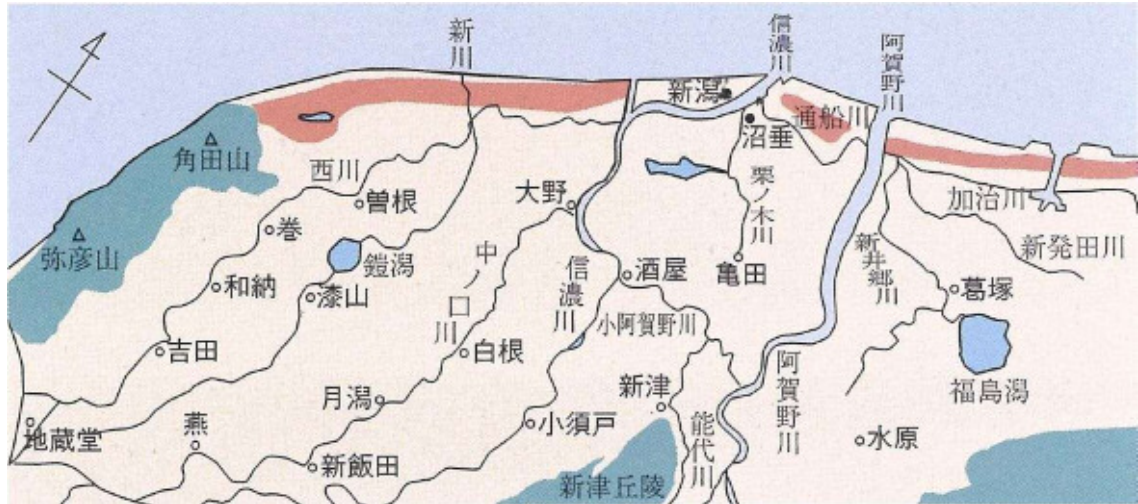 新川
信濃川
阿賀野川
新潟
通船川
沼垂
角田山
西川
曽根
大野
栗ノ木川
加治川
弥彦山
巻
鎧潟
中ノ口川
信濃川
酒屋
亀田
新井郷川
新発田川
和納
漆山
葛塚
小阿賀野川
吉田
白根
阿賀野川
福島潟
月潟
新津
地蔵堂
燕
小須戸
能代川
水原
新飯田
新津丘陵